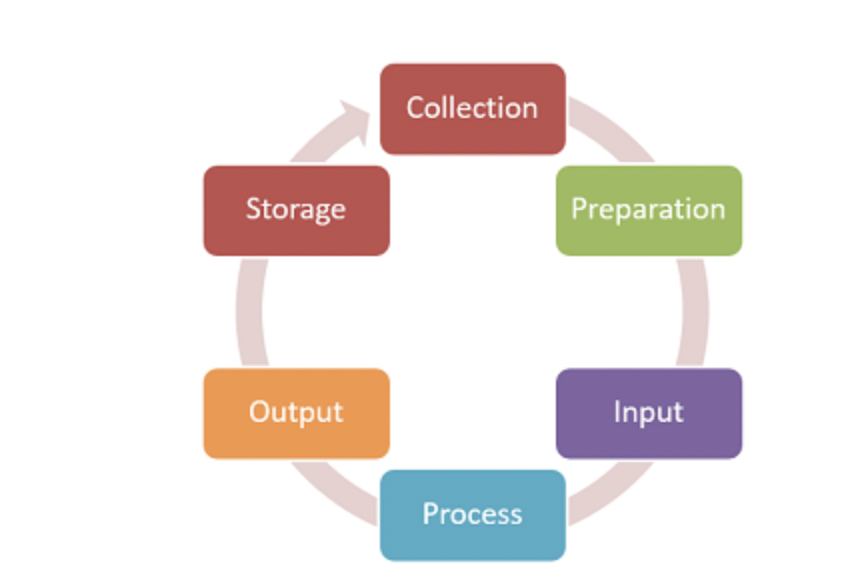 Collection
Preparation
Input
Process
Output
Storage